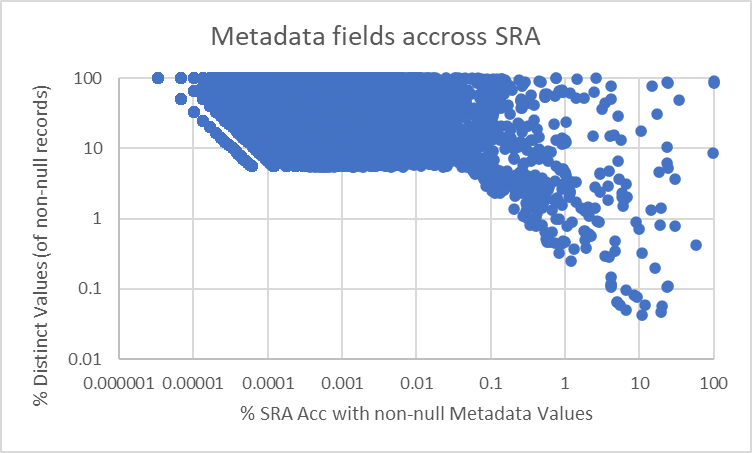 Metadata fields accross SRA
% Distinct Values (of non-null records)
100
10
1
0.1
0.01
0.000001 0.00001 0.0001 0.001 0.01 0.1 1 10 100
% SRA Acc with non-null Metadata Values